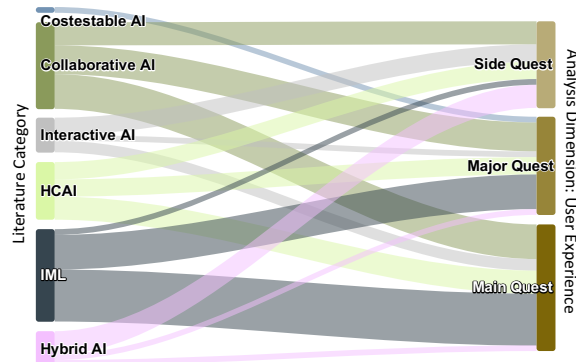 Costestable AI
Collaborative AI
Interactive AI
HCAI
IML
Hybrid AI
Literature Category
Side Quest
Major Quest
Main Quest
Analysis Dimension: User Experience